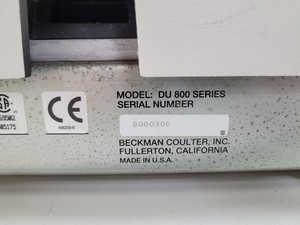 MODEL: DU 800 SERIES
SERIAL NUMBER
8000300
BECKMAN COULTER, INC.
FULLERTON, CALIFORNIA
MADE IN U.S.A.
CE